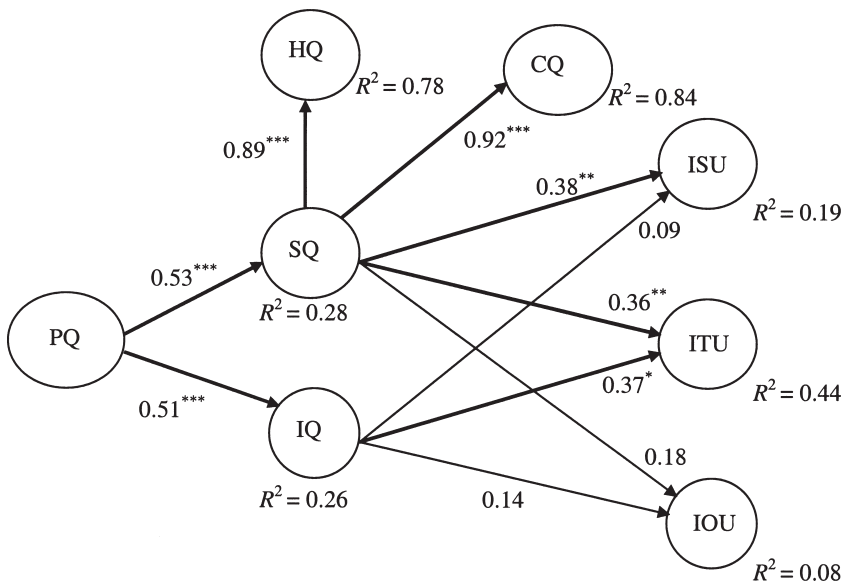 HQ
R² = 0.78
CQ
R² = 0.84
0.89***
0.92***
ISU
R² = 0.19
0.38**
0.09
SQ
R² = 0.28
0.53***
0.36**
PQ
ITU
R² = 0.44
0.37*
0.51***
IQ
R² = 0.26
0.18
0.14
IOU
R² = 0.08